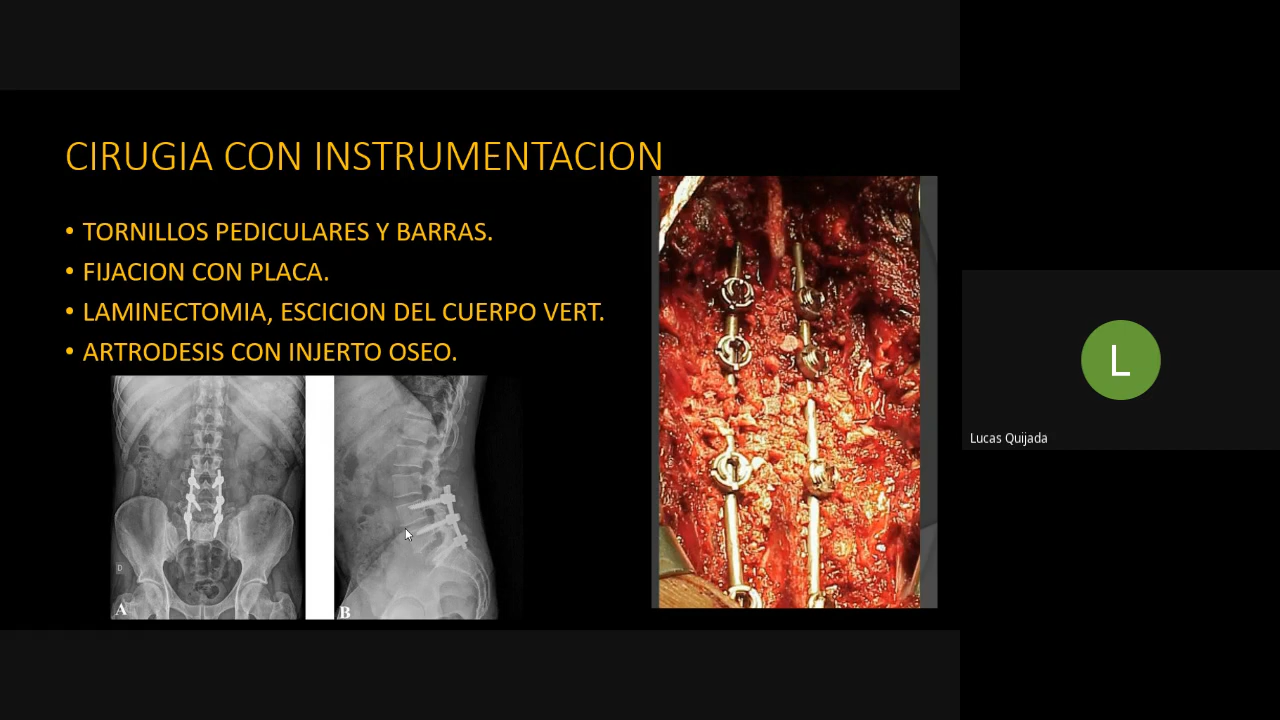 CIRUGIA CON INSTRUMENTACION
• TORNILLOS PEDICULARES Y BARRAS.
• FIJACION CON PLACA.
• LAMINECTOMIA, ESCICION DEL CUERPO VERT.
• ARTRODESIS CON INJERTO OSEO.
D
A
B
L
Lucas Quijada